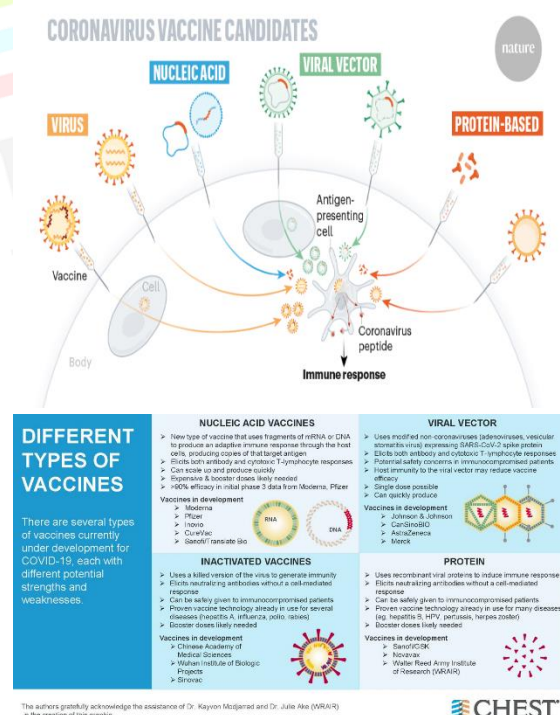 CORONAVIRUS VACCINE CANDIDATES
nature
NUCLEIC ACID
VIRAL VECTOR
VIRUS
PROTEIN-BASED
Antigen-
presenting
cell
Vaccine
Cell
Coronavirus
peptide
Body
Immune response
DIFFERENT
TYPES OF
VACCINES
There are several types
of vaccines currently
under development for
COVID-19, each with
different potential
strengths and
weaknesses.
NUCLEIC ACID VACCINES
➤ New type of vaccine that uses fragments of mRNA or DNA
to produce an adaptive immune response through the host
cells, producing copies of that target antigen
➤ Elicits both antibody and cytotoxic T-lymphocyte responses
➤ Can scale up and produce quickly
➤ Expensive & booster doses likely needed
➤ >90% efficacy in initial phase 3 data from Moderna, Pfizer
Vaccines in development
➤ Moderna
➤ Pfizer
➤ Inovio
➤ CureVac
➤ Sanofi/Translate Bio
RNA
DNA
VIRAL VECTOR
➤ Uses modified non-coronaviruses (adenoviruses, vesicular
stomatitis virus) expressing SARS-CoV-2 spike protein
➤ Elicits both antibody and cytotoxic T-lymphocyte responses
➤ Potential safety concerns in immunocompromised patients
➤ Host immunity to the viral vector may reduce vaccine
efficacy
➤ Single dose possible
➤ Can quickly produce
Vaccines in development
➤ Johnson & Johnson
➤ CanSinoBIO
➤ AstraZeneca
➤ Merck
INACTIVATED VACCINES
➤ Uses a killed version of the virus to generate immunity
➤ Elicits neutralizing antibodies without a cell-mediated
response
➤ Can be safely given to immunocompromised patients
➤ Proven vaccine technology already in use for several
diseases (hepatitis A, influenza, polio, rabies)
➤ Booster doses likely needed
Vaccines in development
➤ Chinese Academy of
Medical Sciences
➤ Wuhan Institute of Biologic
Projects
➤ Sinovac
PROTEIN
➤ Uses recombinant viral proteins to induce immune response
➤ Elicits neutralizing antibodies without a cell-mediated
response
➤ Can be safely given to immunocompromised patients
➤ Proven vaccine technology already in use for many diseases
(eg, hepatitis B, HPV, pertussis, herpes zoster)
➤ Booster doses likely needed
Vaccines in development
➤ Sanofi/GSK
➤ Novavax
➤ Walter Reed Army Institute
of Research (WRAIR)
The authors gratefully acknowledge the assistance of Dr. Kayvon Modjarrad and Dr. Julie Ake (WRAIR)
in the creation of this graphic.
CHEST